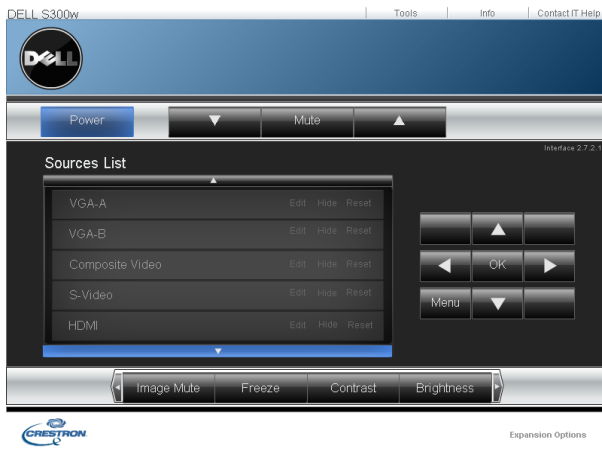 DELL S300w
Tools Info Contact IT Help
DELL
Power Mute
Interface 2.7.2.1
Sources List
VGA-A Edit Hide Reset
VGA-B Edit Hide Reset
Composite Video Edit Hide Reset
S-Video Edit Hide Reset
HDMI Edit Hide Reset
OK
Menu
Image Mute Freeze Contrast Brightness
CRESTRON
Expansion Options